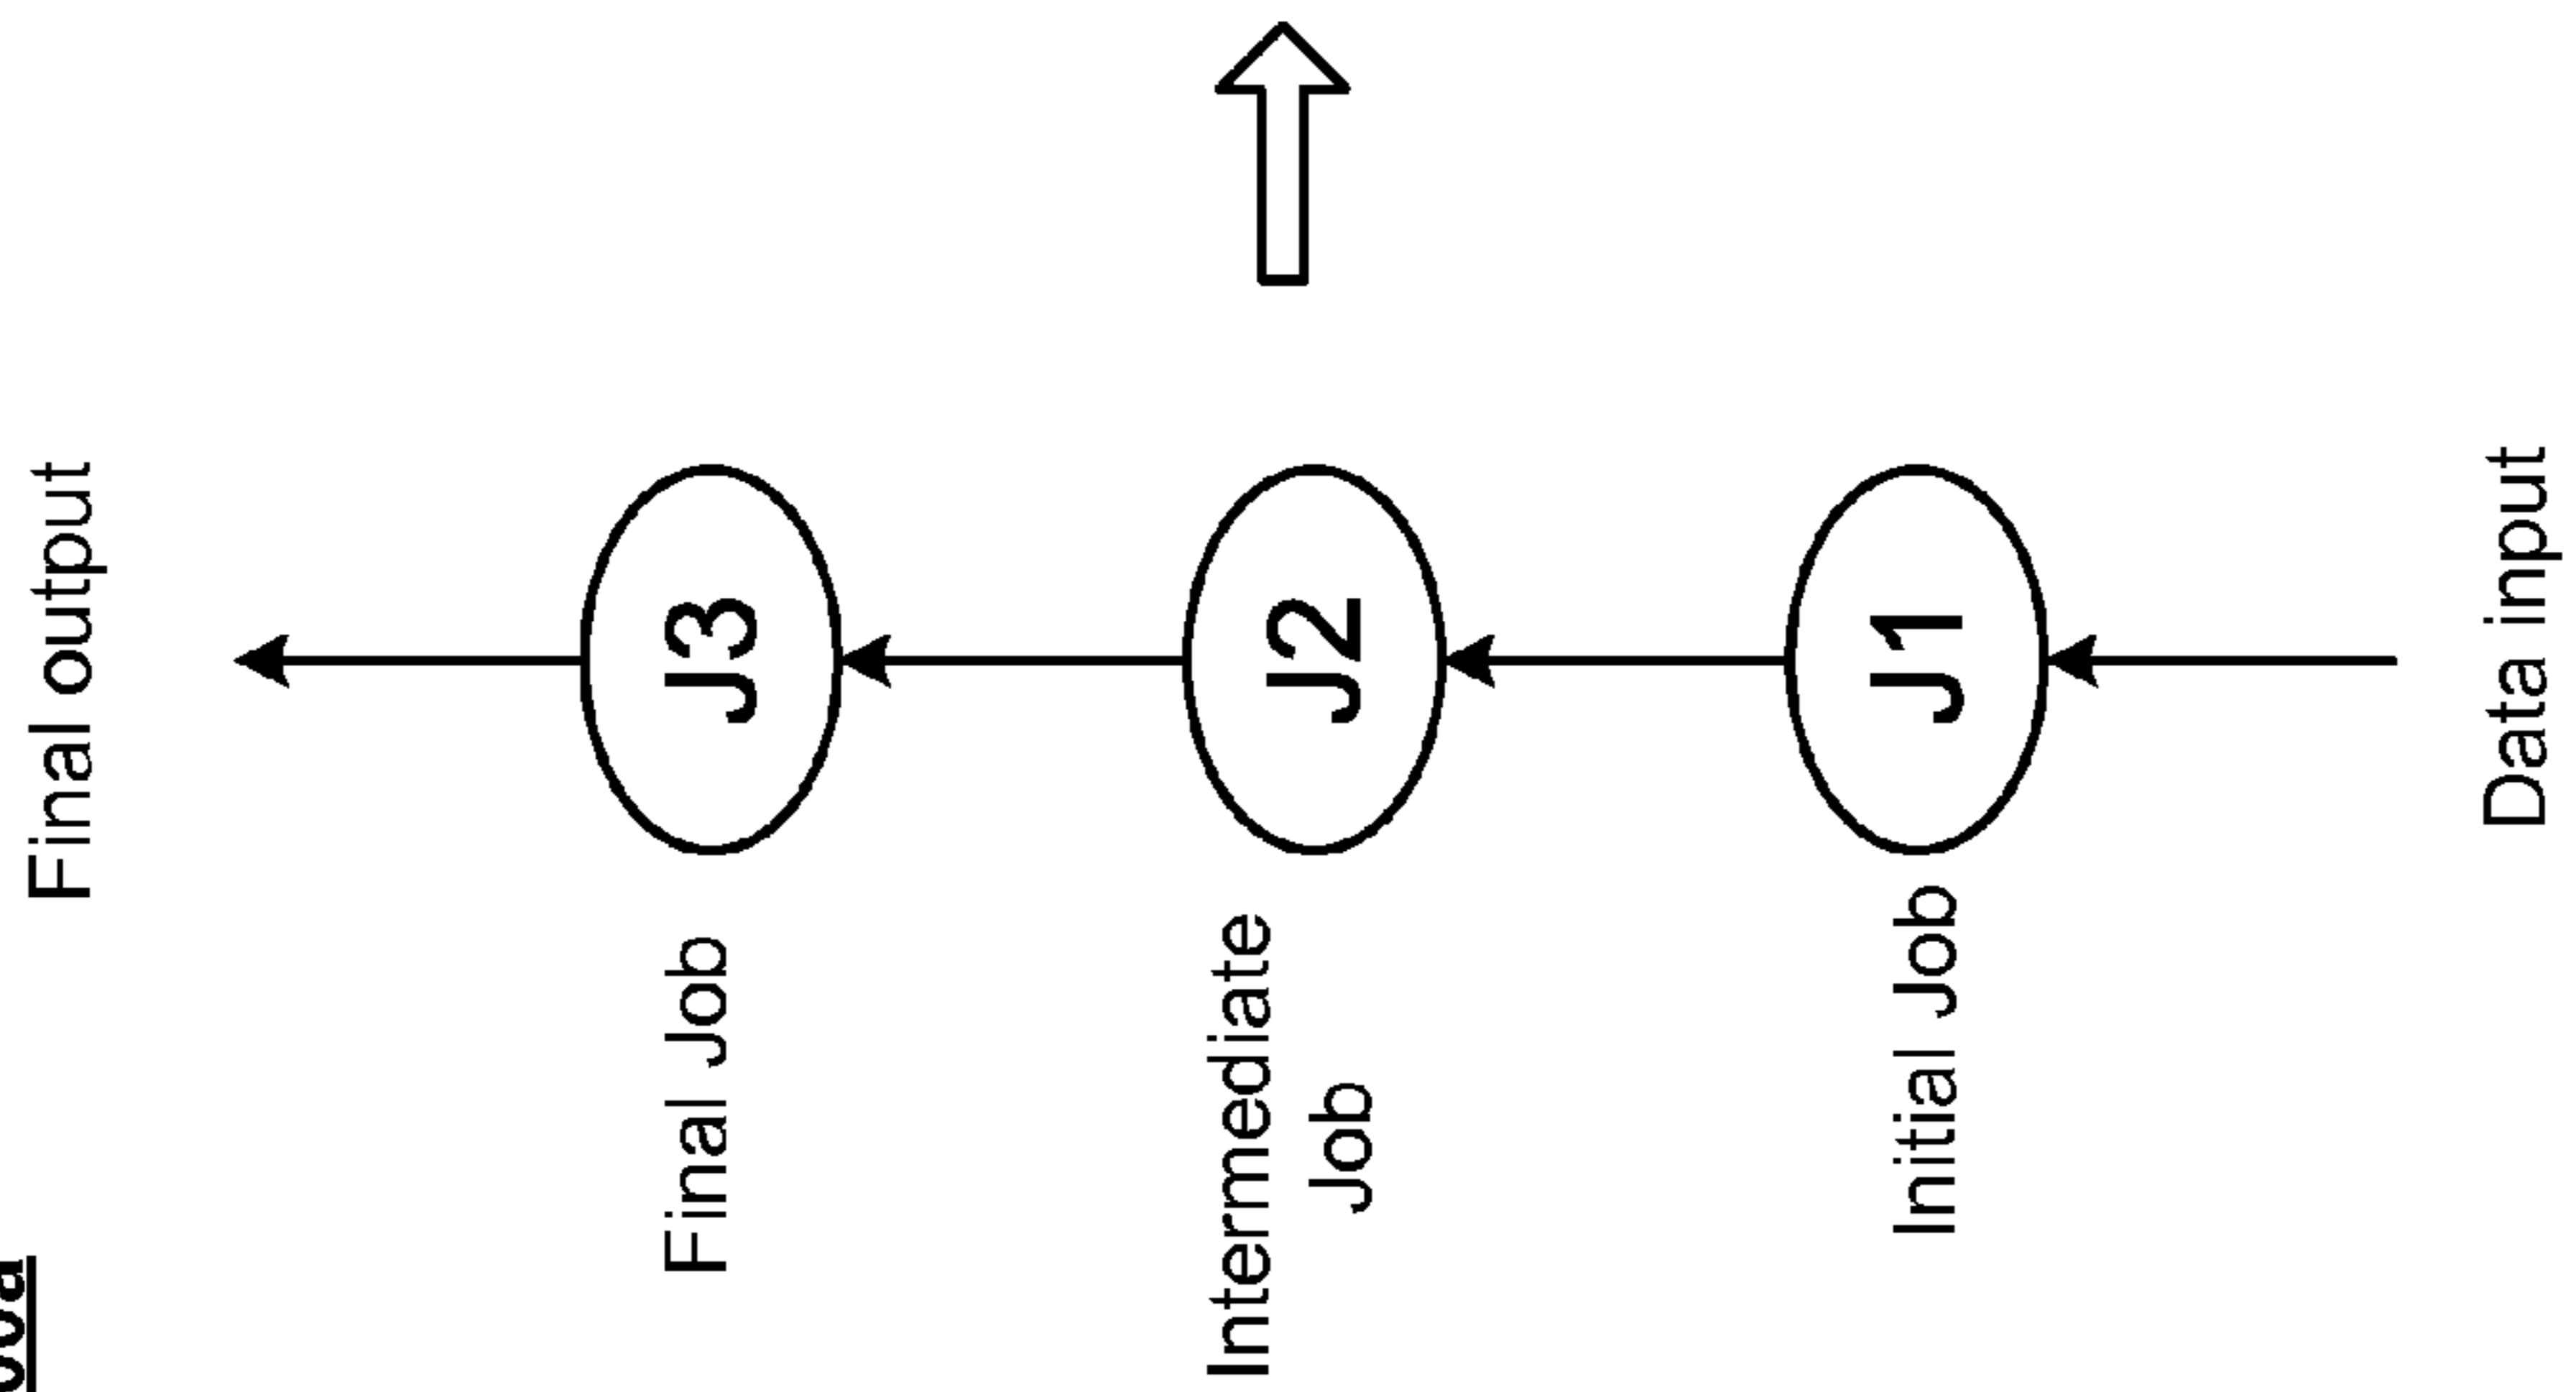 Final output
Final Job
J3
Intermediate
Job
J2
Initial Job
J1
Data input